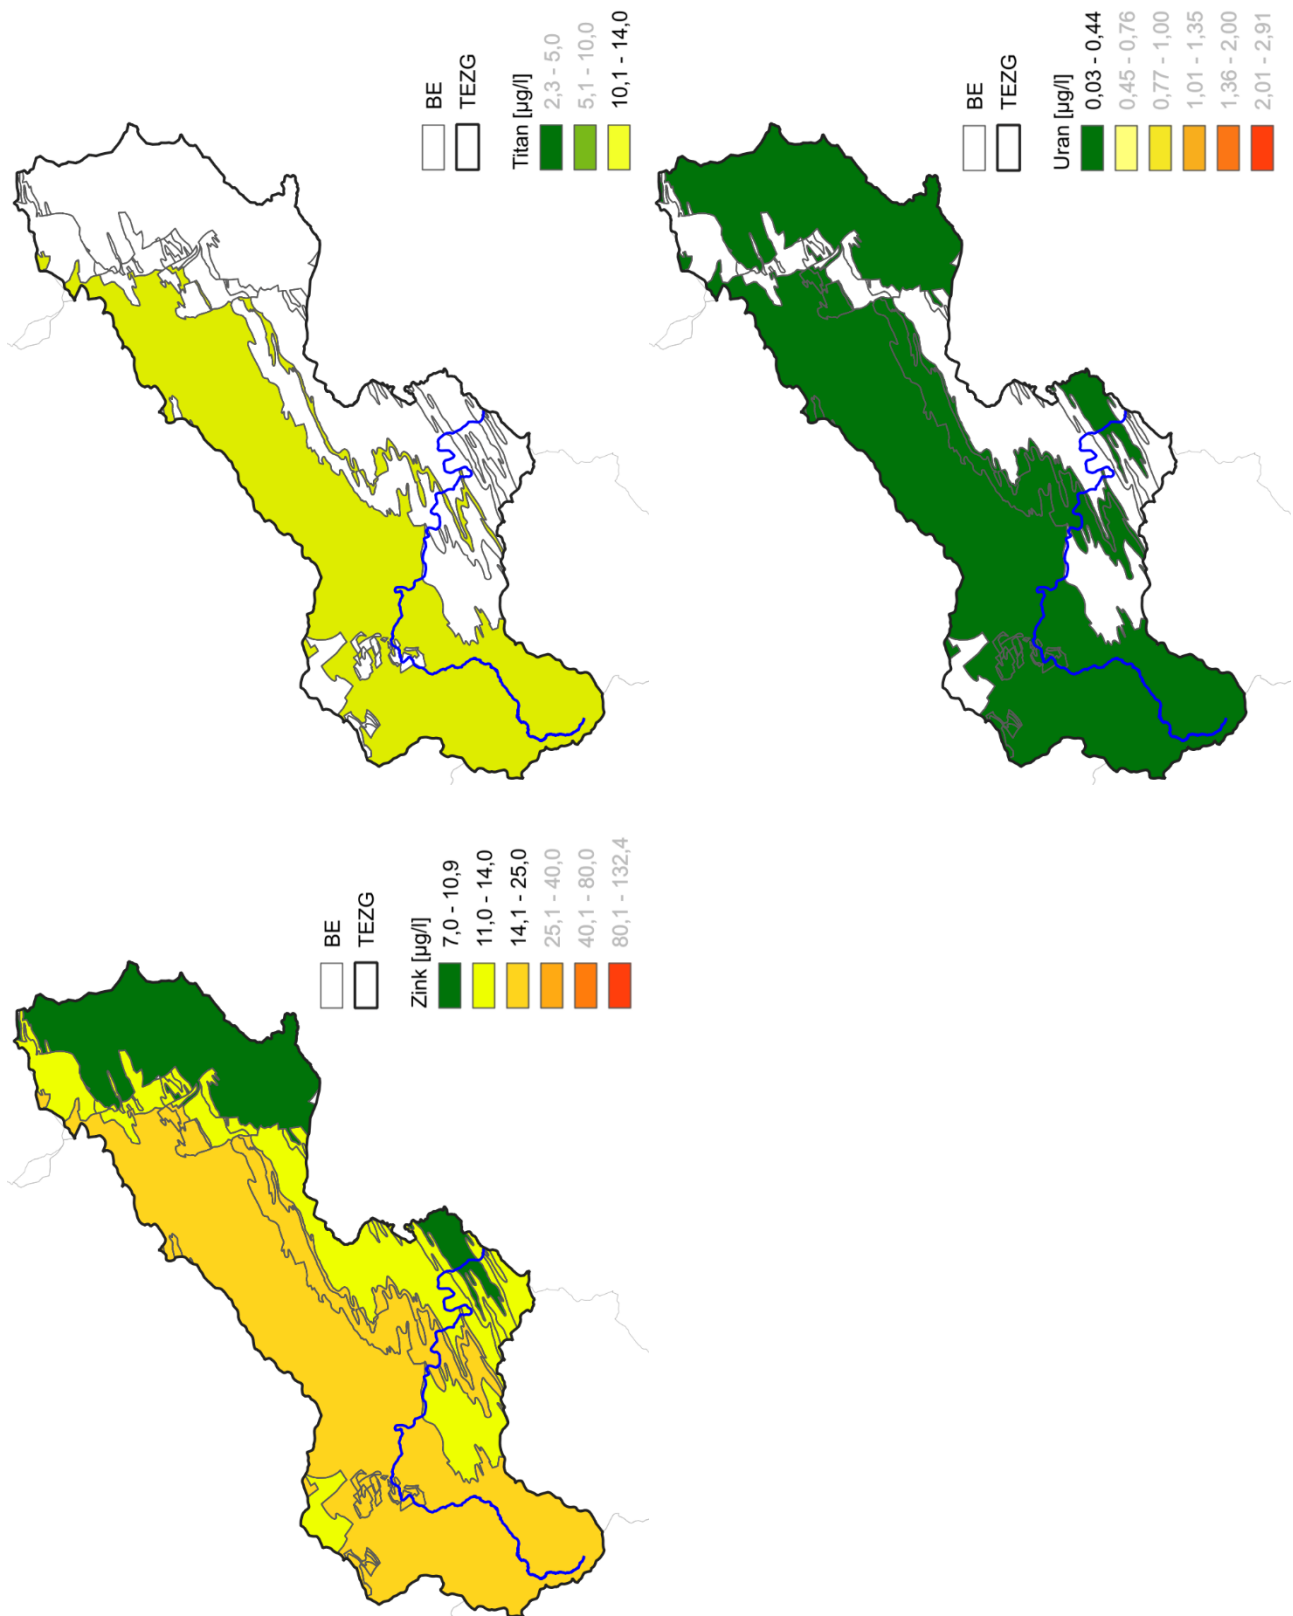 BE
TEZG
Titan [µg/l]
2,3 - 5,0
5,1 - 10,0
10,1 - 14,0
BE
TEZG
Uran [µg/l]
0,03 - 0,44
0,45 - 0,76
0,77 - 1,00
1,01 - 1,35
1,36 - 2,00
2,01 - 2,91
BE
TEZG
Zink [µg/l]
7,0 - 10,9
11,0 - 14,0
14,1 - 25,0
25,1 - 40,0
40,1 - 80,0
80,1 - 132,4